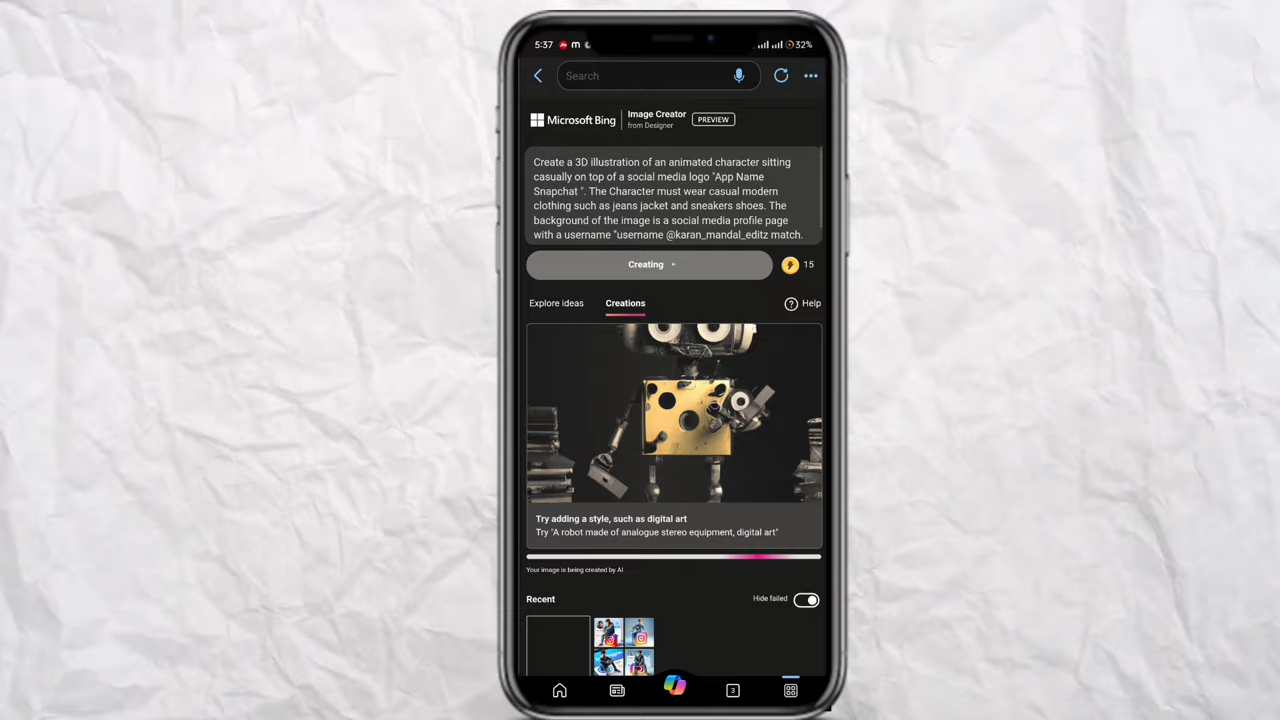 5:37 m 32%
Search
Microsoft Bing
Image Creator
from Designer
PREVIEW
Create a 3D illustration of an animated character sitting
casually on top of a social media logo "App Name
Snapchat ". The Character must wear casual modern
clothing such as jeans jacket and sneakers shoes. The
background of the image is a social media profile page
with a username "username @karan_mandal_editz match.
Creating
15
Explore ideas
Creations
Help
Try adding a style, such as digital art
Try "A robot made of analogue stereo equipment, digital art"
Your image is being created by AI
Recent
Hide failed
3